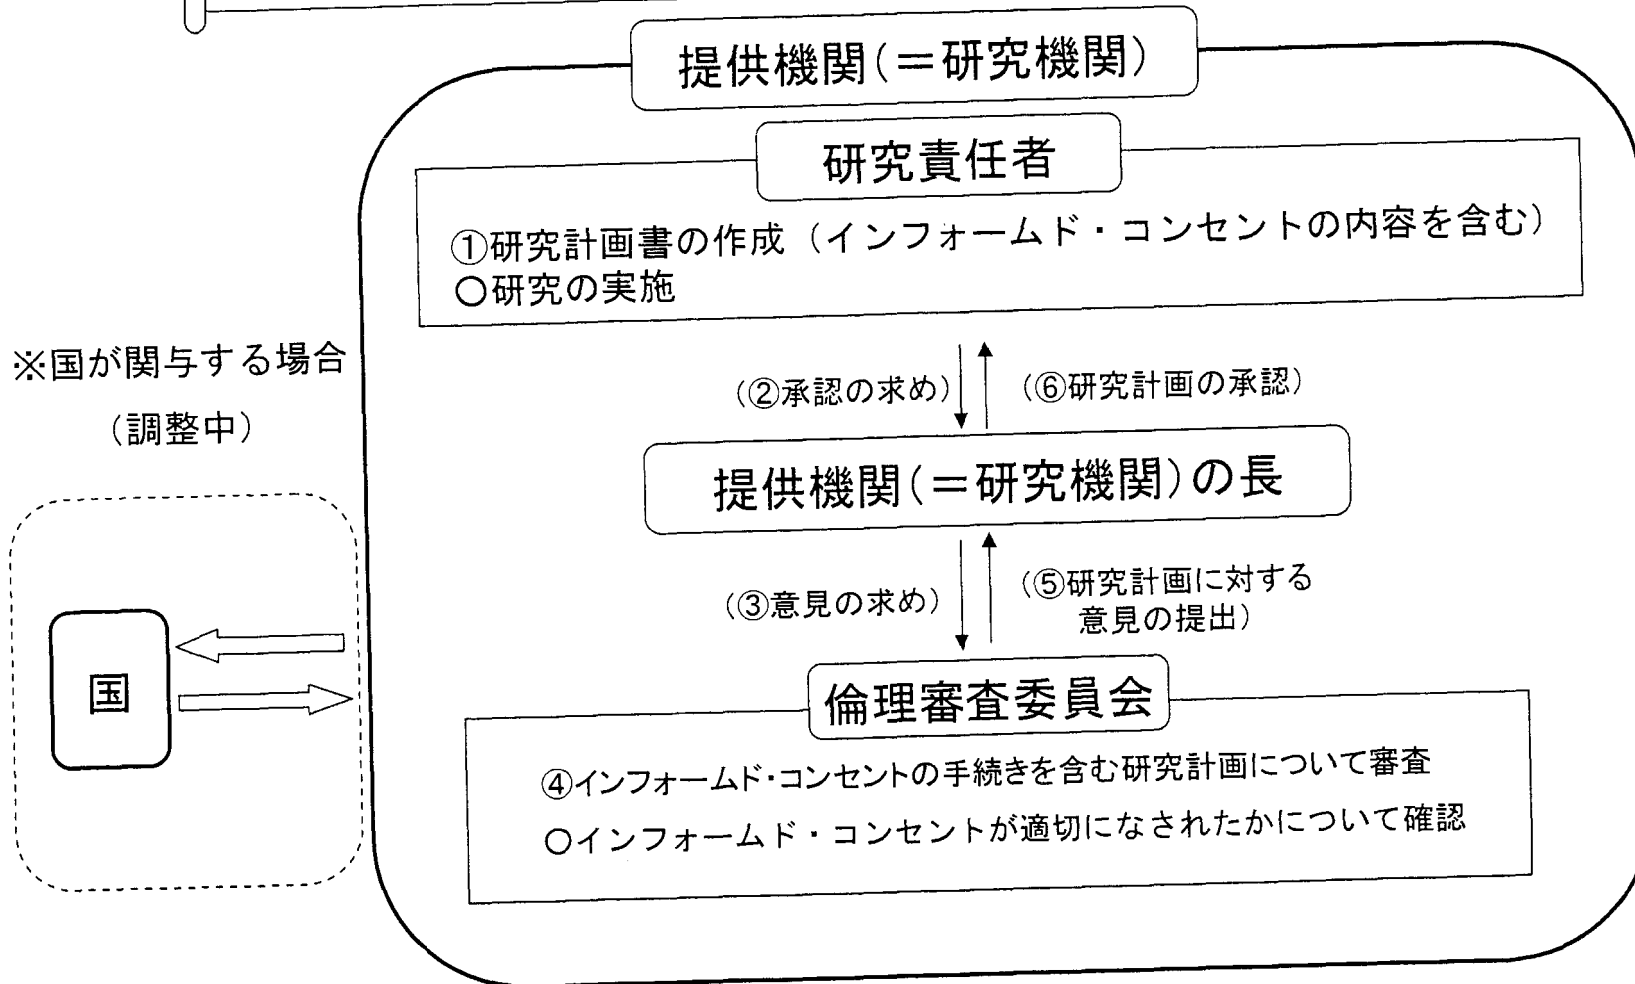 提供機関(＝研究機関)
研究責任者
①研究計画書の作成（インフォームド・コンセントの内容を含む）
○研究の実施
※国が関与する場合
（調整中）
（②承認の求め）
（⑥研究計画の承認）
提供機関(＝研究機関)の長
（③意見の求め）
（⑤研究計画に対する
意見の提出）
国
倫理審査委員会
④インフォームド・コンセントの手続きを含む研究計画について審査
○インフォームド・コンセントが適切になされたかについて確認